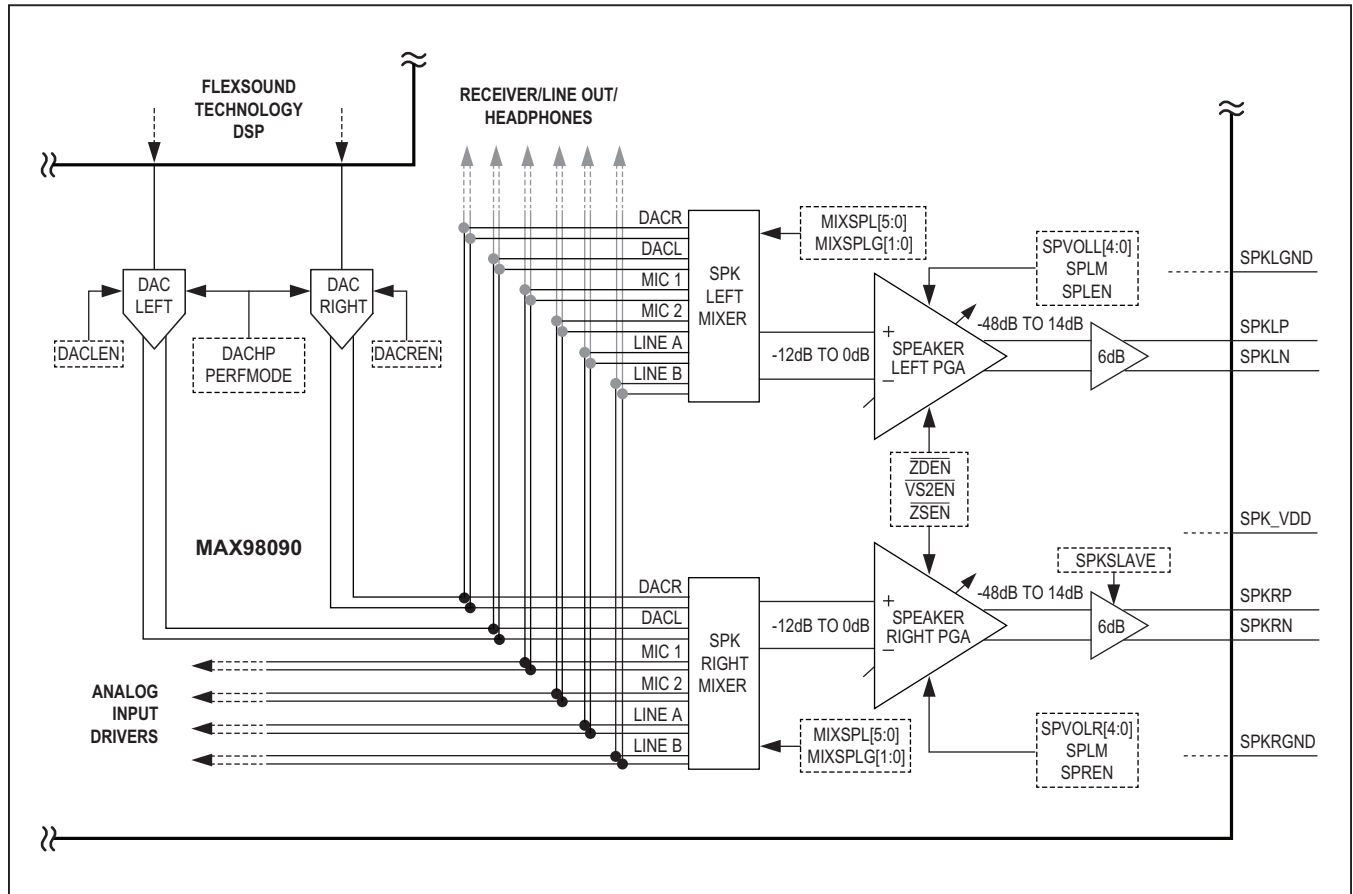 FLEXSOUND
TECHNOLOGY
DSP
RECEIVER/LINE OUT/
HEADPHONES
DAC
LEFT
DAC
RIGHT
DACLEN
DACHP
PERFMODE
DACREN
DACR
DACL
MIC 1
MIC 2
LINE A
LINE B
SPK
LEFT
MIXER
MIXSPL[5:0]
MIXSPLG[1:0]
-12dB TO 0dB
+
SPEAKER
LEFT PGA
−
SPVOLL[4:0]
SPLM
SPLEN
-48dB TO 14dB
6dB
SPKLGND
SPKLP
SPKLN
ZDEN
VS2EN
ZSEN
MAX98090
SPK_VDD
SPKSLAVE
DACR
DACL
MIC 1
MIC 2
LINE A
LINE B
SPK
RIGHT
MIXER
-12dB TO 0dB
+
SPEAKER
RIGHT PGA
−
-48dB TO 14dB
6dB
SPKRP
SPKRN
ANALOG
INPUT
DRIVERS
MIXSPL[5:0]
MIXSPLG[1:0]
SPVOLR[4:0]
SPLM
SPREN
SPKRGND